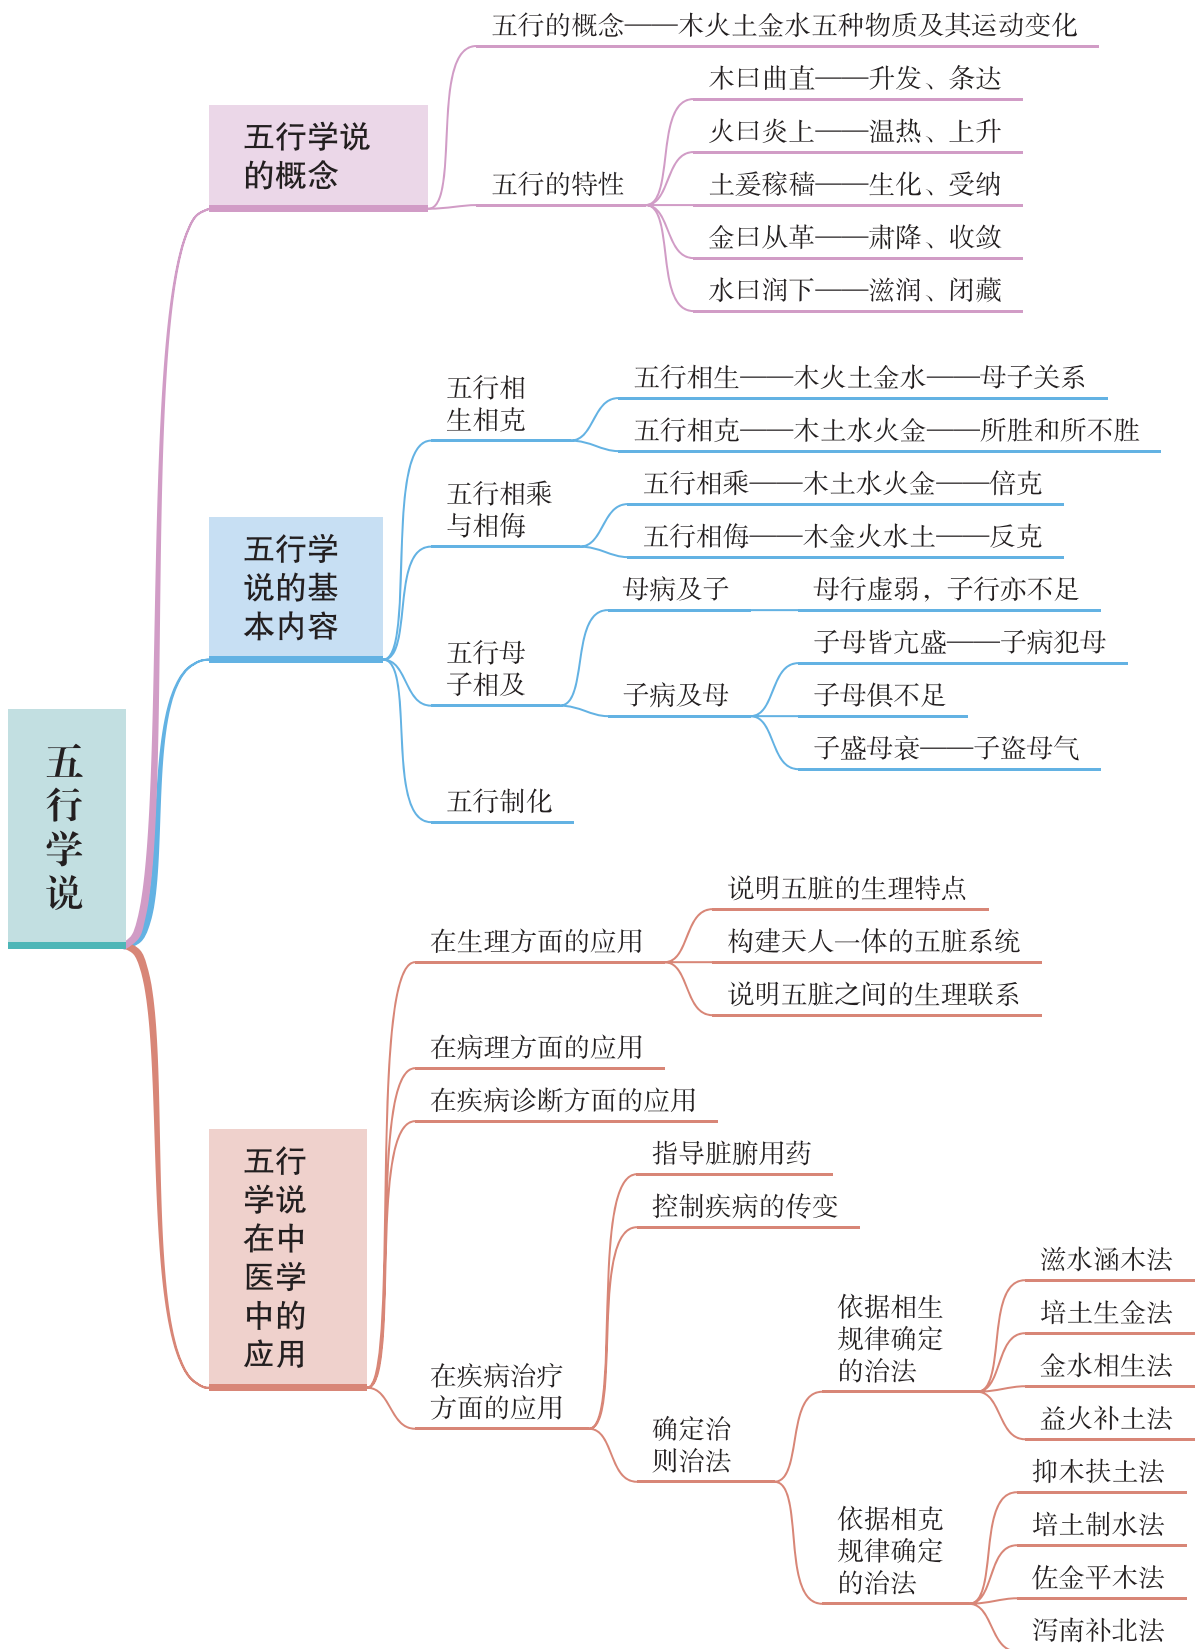 五行学说
五行学说
的概念
五行的概念——木火土金水五种物质及其运动变化
五行的特性
木曰曲直——升发、条达
火曰炎上——温热、上升
土爰稼穑——生化、受纳
金曰从革——肃降、收敛
水曰润下——滋润、闭藏
五行学
说的基
本内容
五行相
生相克
五行相生——木火土金水——母子关系
五行相克——木土水火金——所胜和所不胜
五行相乘
与相侮
五行相乘——木土水火金——倍克
五行相侮——木金火水土——反克
五行母
子相及
母病及子
母行虚弱，子行亦不足
子病及母
子母皆亢盛——子病犯母
子母俱不足
子盛母衰——子盗母气
五行制化
五行
学说
在中
医学
中的
应用
在生理方面的应用
说明五脏的生理特点
构建天人一体的五脏系统
说明五脏之间的生理联系
在病理方面的应用
在疾病诊断方面的应用
在疾病治疗
方面的应用
指导脏腑用药
控制疾病的传变
确定治
则治法
依据相生
规律确定
的治法
滋水涵木法
培土生金法
金水相生法
益火补土法
依据相克
规律确定
的治法
抑木扶土法
培土制水法
佐金平木法
泻南补北法